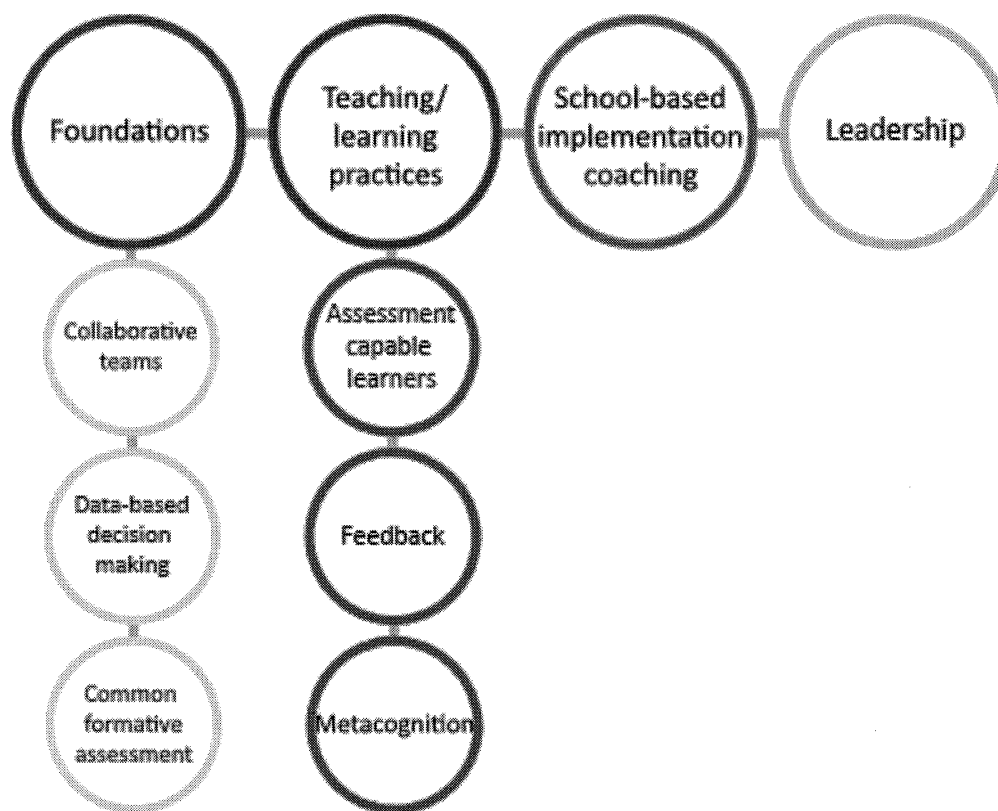 Foundations
Teaching/
learning
practices
School-based
implementation
coaching
Leadership
Collaborative
teams
Data-based
decision
making
Common
formative
assessment
Assessment
capable
learners
Feedback
Metacognition